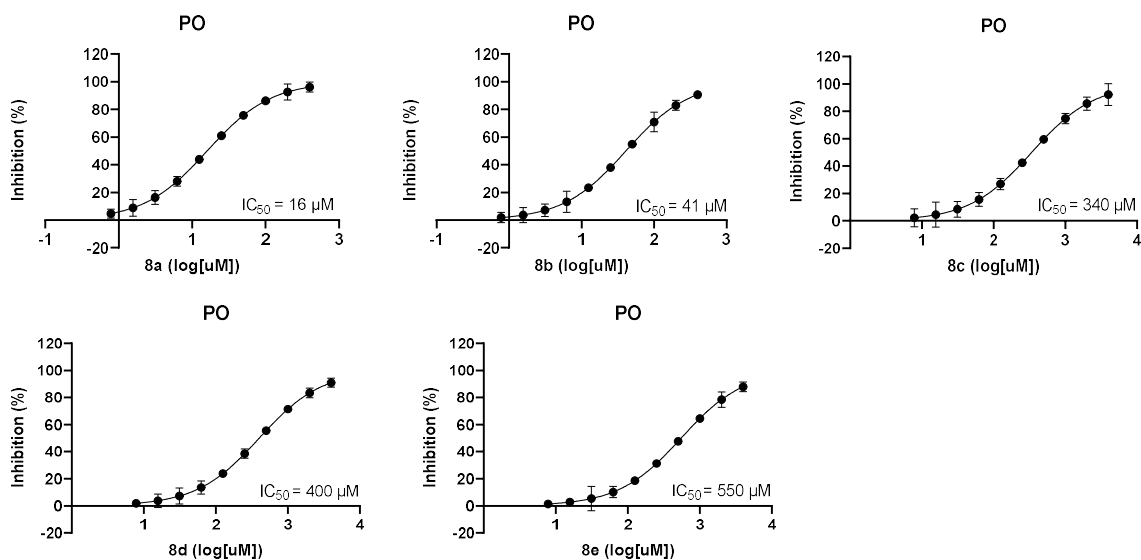 PO
120
100
80
60
40
20
-20
Inhibition (%)
IC50 = 16 µM
-1 1 2 3
8a (log[uM])
PO
120
100
80
60
40
20
-20
Inhibition (%)
IC50 = 41 µM
-1 1 2 3
8b (log[uM])
PO
120
100
80
60
40
20
0
-20
Inhibition (%)
IC50 = 340 µM
1 2 3 4
8c (log[uM])
PO
120
100
80
60
40
20
0
-20
Inhibition (%)
IC50 = 400 µM
1 2 3 4
8d (log[uM])
PO
120
100
80
60
40
20
0
-20
Inhibition (%)
IC50 = 550 µM
1 2 3 4
8e (log[uM])